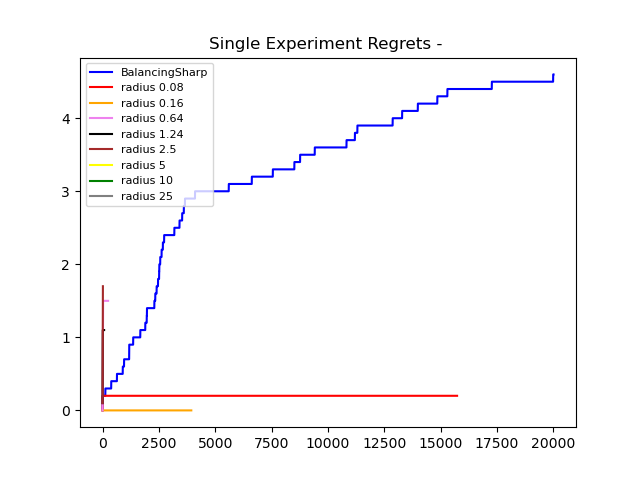 Single Experiment Regrets -
BalancingSharp
radius 0.08
radius 0.16
radius 0.64
radius 1.24
radius 2.5
radius 5
radius 10
radius 25
4
3
2
1
0
0 2500 5000 7500 10000 12500 15000 17500 20000